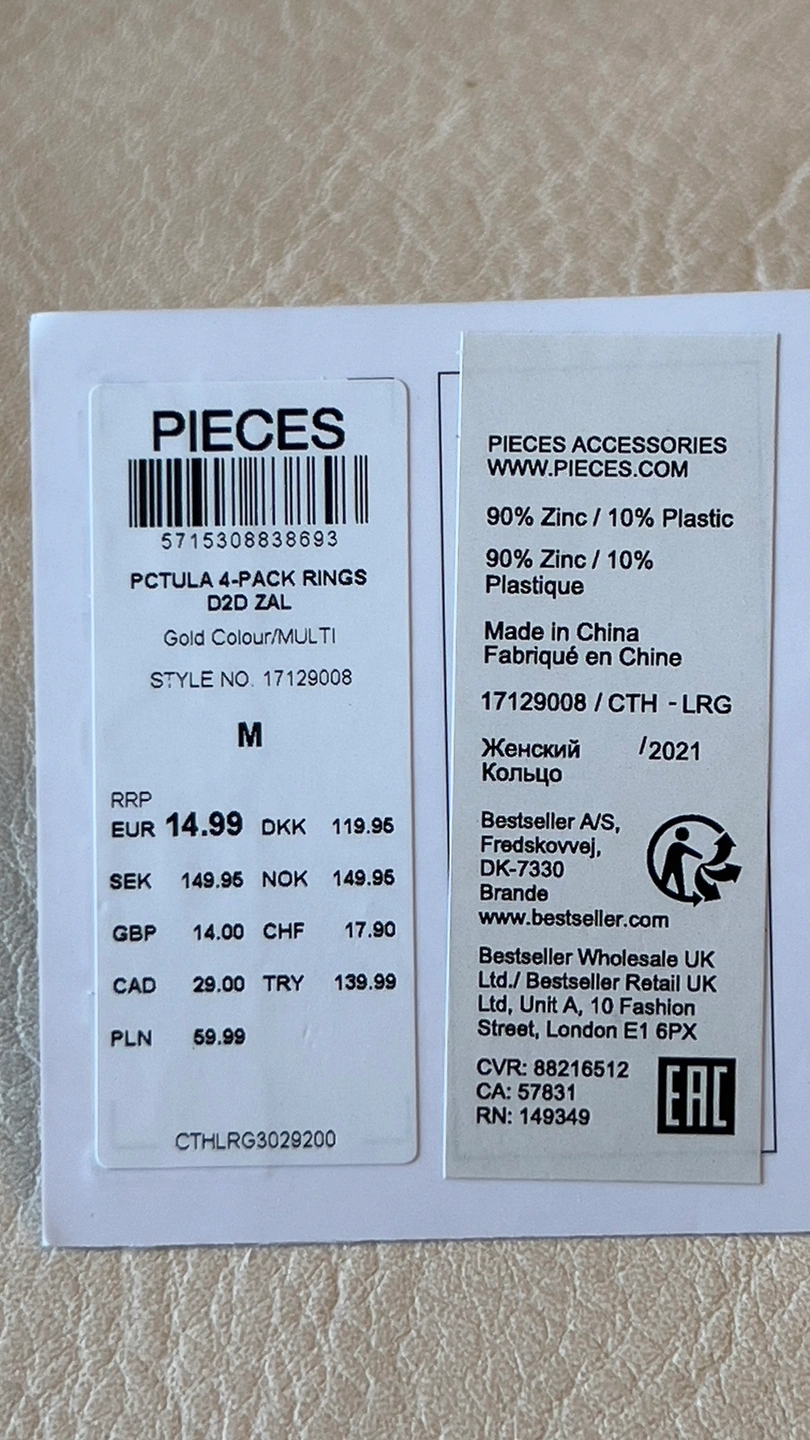 PIECES
5715308838693
PCTULA 4-PACK RINGS
D2D ZAL
Gold Colour/MULTI
STYLE NO. 17129008
M
RRP
EUR 14.99 DKK 119.95
SEK 149.95 NOK 149.95
GBP 14.00 CHF 17.90
CAD 29.00 TRY 139.99
PLN 59.99
CTHLRG3029200
PIECES ACCESSORIES
WWW.PIECES.COM
90% Zinc / 10% Plastic
90% Zinc / 10%
Plastique
Made in China
Fabriqué en Chine
17129008 / CTH - LRG
Женский /2021
Кольцо
Bestseller A/S,
Fredskovvej,
DK-7330
Brande
www.bestseller.com
Bestseller Wholesale UK
Ltd./ Bestseller Retail UK
Ltd, Unit A, 10 Fashion
Street, London E1 6PX
CVR: 88216512
CA: 57831
RN: 149349
EAC